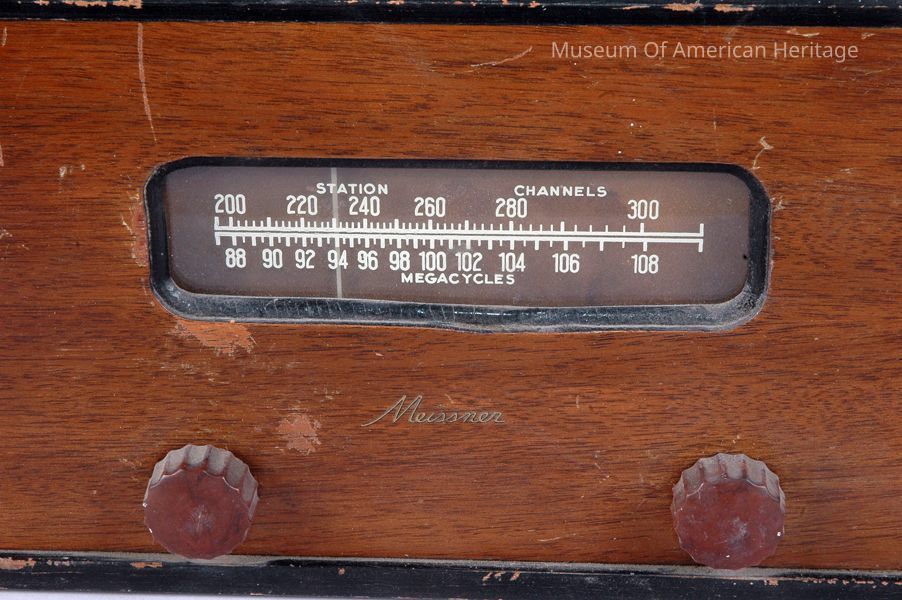 Museum Of American Heritage
STATION CHANNELS
200 220 240 260 280 300
88 90 92 94 96 98 100 102 104 106 108
MEGACYCLES
Meissner